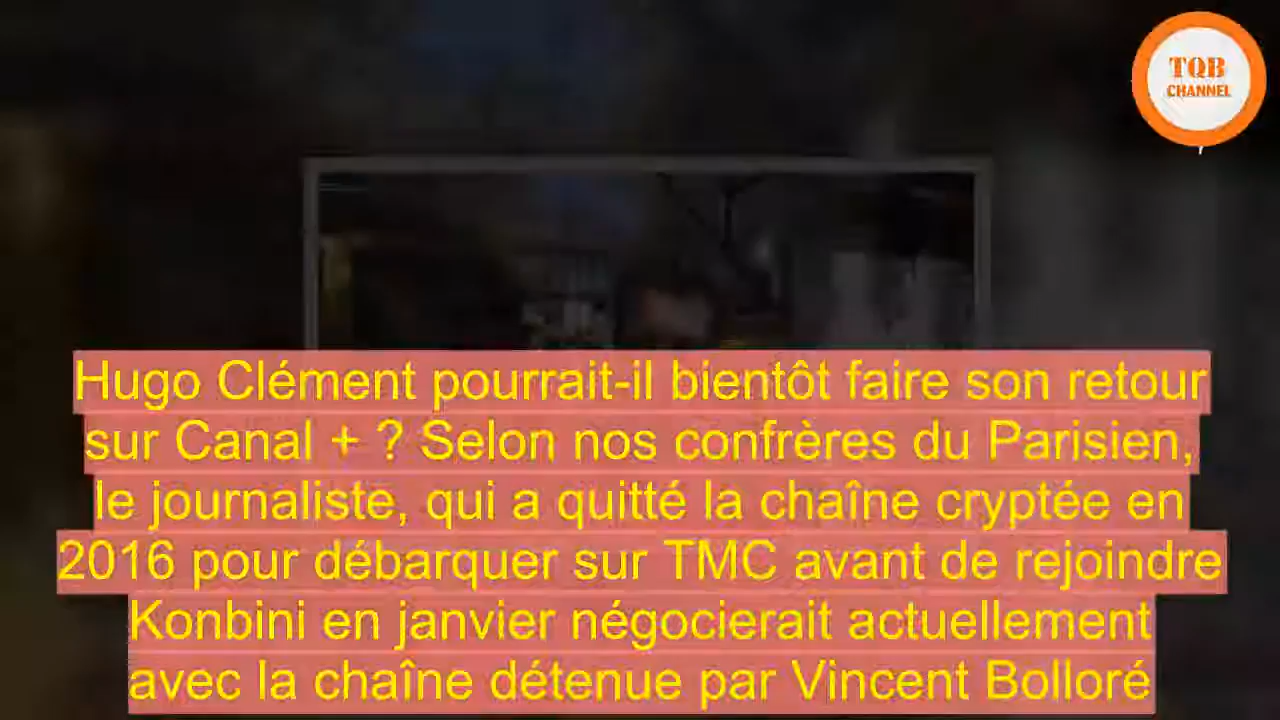 TQB
CHANNEL
Hugo Clément pourrait-il bientôt faire son retour
sur Canal + ? Selon nos confrères du Parisien,
le journaliste, qui a quitté la chaîne cryptée en
2016 pour débarquer sur TMC avant de rejoindre
Konbini en janvier négocierait actuellement
avec la chaîne détenue par Vincent Bolloré